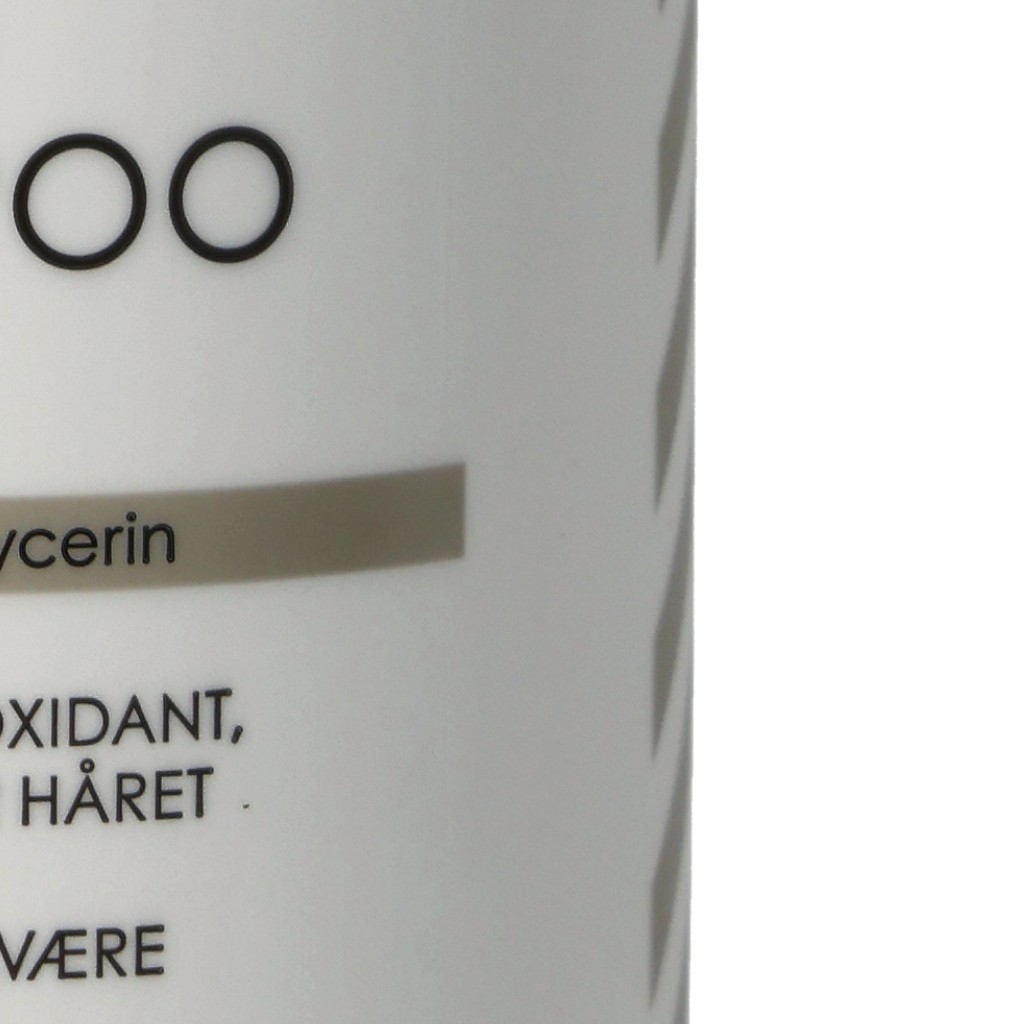 OO
ycerin
OXIDANT,
HÅRET
VÆRE